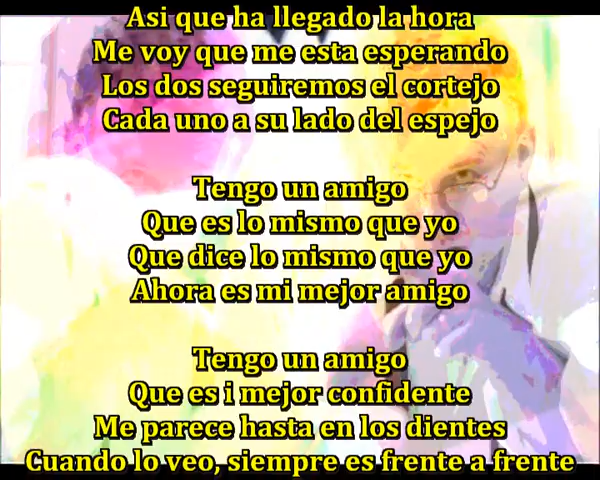 Asi que ha llegado la hora
Me voy que me esta esperando
Los dos seguiremos el cortejo
Cada uno a su lado del espejo
Tengo un amigo
Que es lo mismo que yo
Que dice lo mismo que yo
Ahora es mi mejor amigo
Tengo un amigo
Que es i mejor confidente
Me parece hasta en los dientes
Cuando lo veo, siempre es frente a frente